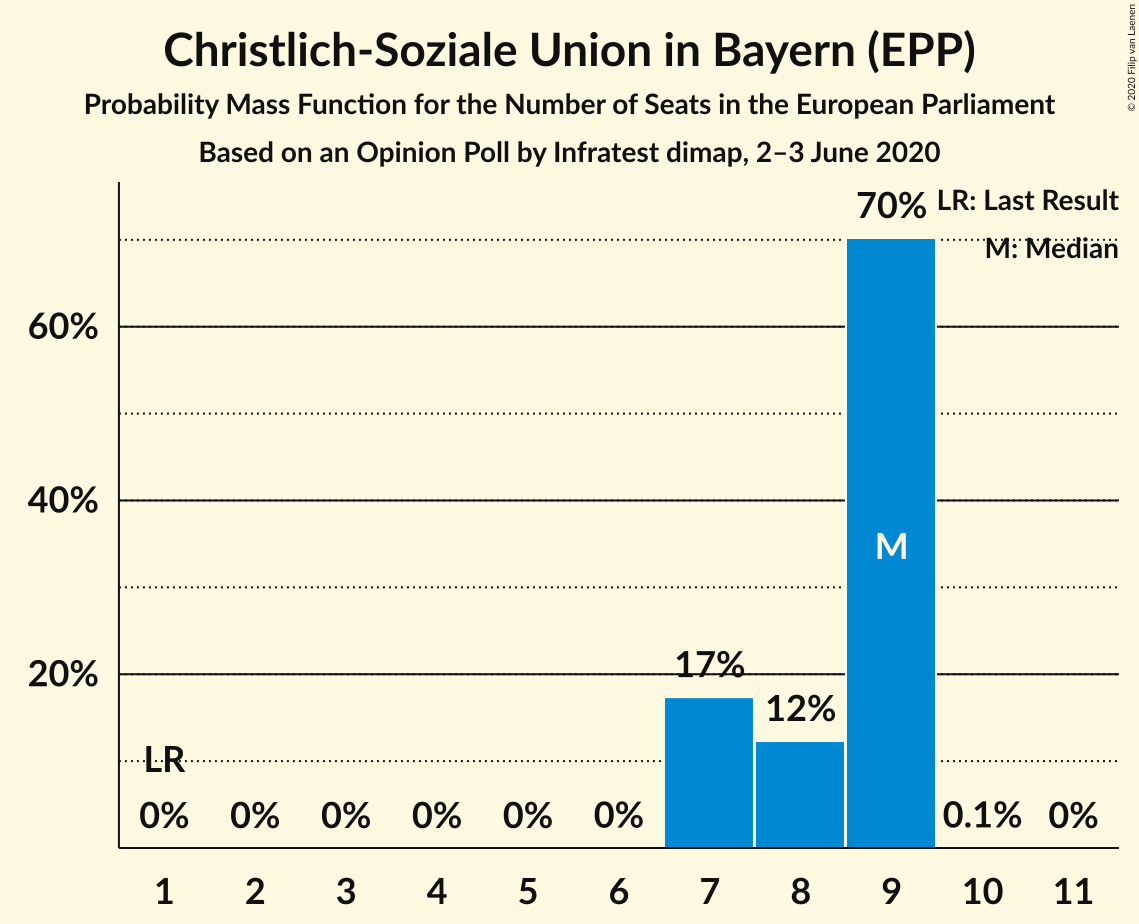 Christlich-Soziale Union in Bayern (EPP)
Probability Mass Function for the Number of Seats in the European Parliament
Based on an Opinion Poll by Infratest dimap, 2–3 June 2020
© 2020 Filip van Laenen
LR: Last Result
M: Median
60%
40%
20%
LR
0%
0%
0%
0%
0%
0%
17%
12%
70%
M
0.1%
0%
1 2 3 4 5 6 7 8 9 10 11